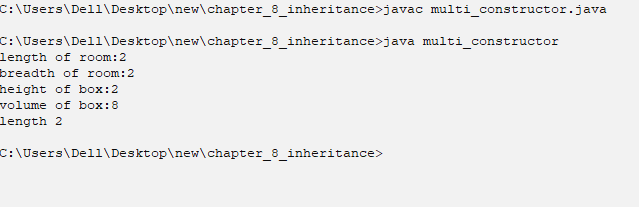 C:\Users\Dell\Desktop\new\chapter_8_inheritance>javac multi_constructor.java
C:\Users\Dell\Desktop\new\chapter_8_inheritance>java multi_constructor
length of room:2
breadth of room:2
height of box:2
volume of box:8
length 2
C:\Users\Dell\Desktop\new\chapter_8_inheritance>